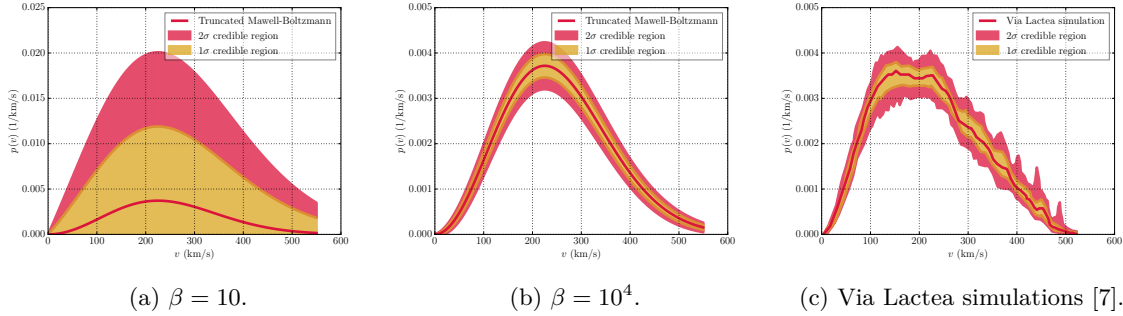 0.025
0.020
0.015
0.010
0.005
0.000
p(v) (1/km/s)
0 100 200 300 400 500 600
v (km/s)
Truncated Mawell-Boltzmann
2σ credible region
1σ credible region
(a) β = 10.
0.005
0.004
0.003
0.002
0.001
0.000
p(v) (1/km/s)
0 100 200 300 400 500 600
v (km/s)
Truncated Mawell-Boltzmann
2σ credible region
1σ credible region
(b) β = 10⁴.
0.005
0.004
0.003
0.002
0.001
0.000
p(v) (1/km/s)
0 100 200 300 400 500 600
v (km/s)
Via Lactea simulation
2σ credible region
1σ credible region
(c) Via Lactea simulations [7].